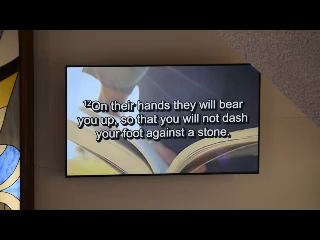 ¹²On their hands they will bear
you up, so that you will not dash
your foot against a stone.